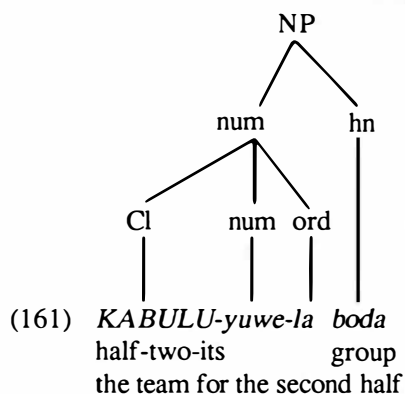 NP
num hn
Cl num ord
(161) KABULU-yuwe-la boda
half-two-its group
the team for the second half